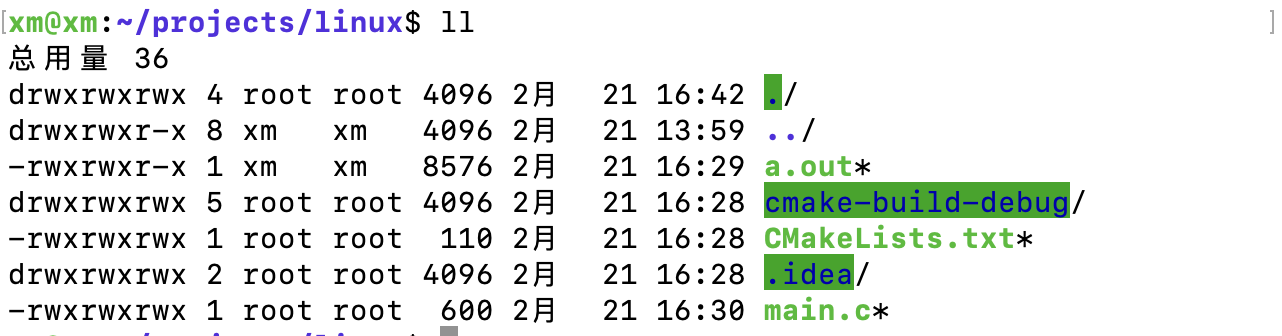 [xm@xm:~/projects/linux$ ll ]
总用量 36
drwxrwxrwx 4 root root 4096 2月   21 16:42 ./
drwxrwxr-x 8 xm   xm   4096 2月   21 13:59 ../
-rwxrwxr-x 1 xm   xm   8576 2月   21 16:29 a.out*
drwxrwxrwx 5 root root 4096 2月   21 16:28 cmake-build-debug/
-rwxrwxrwx 1 root root  110 2月   21 16:28 CMakeLists.txt*
drwxrwxrwx 2 root root 4096 2月   21 16:28 .idea/
-rwxrwxrwx 1 root root  600 2月   21 16:30 main.c*